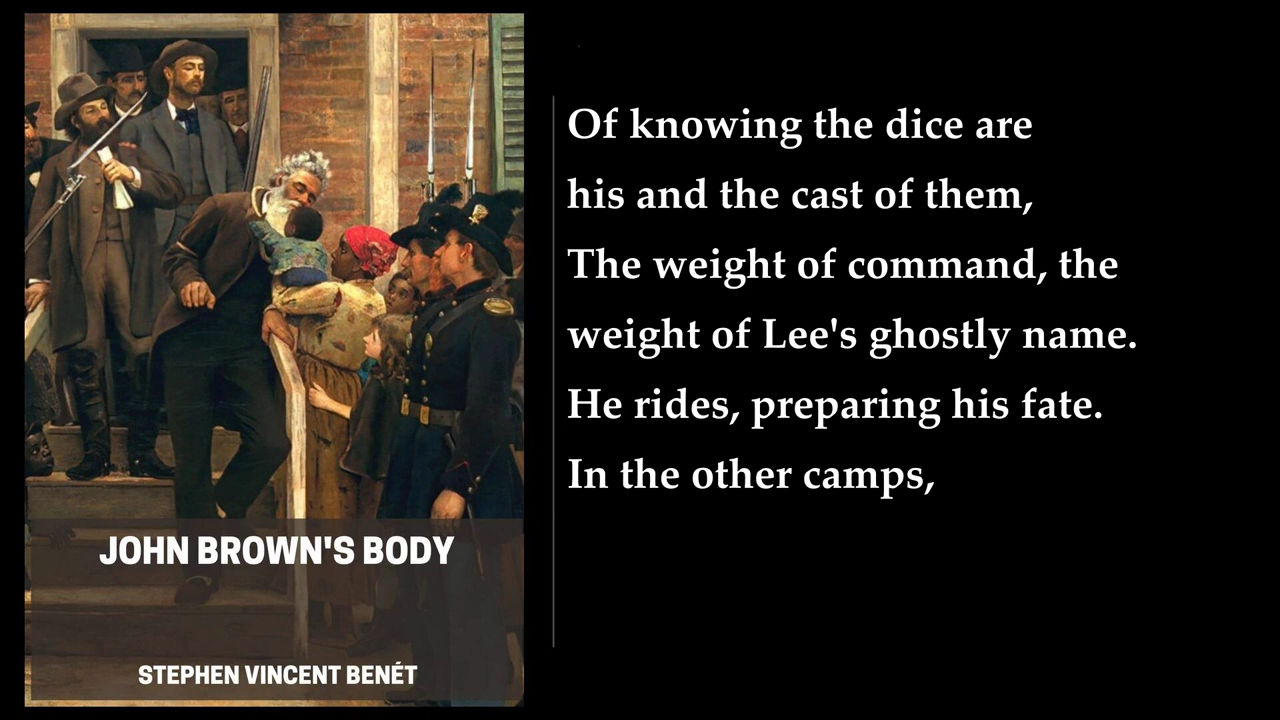 Of knowing the dice are
his and the cast of them,
The weight of command, the
weight of Lee's ghostly name.
He rides, preparing his fate.
In the other camps,
JOHN BROWN'S BODY
STEPHEN VINCENT BENÉT